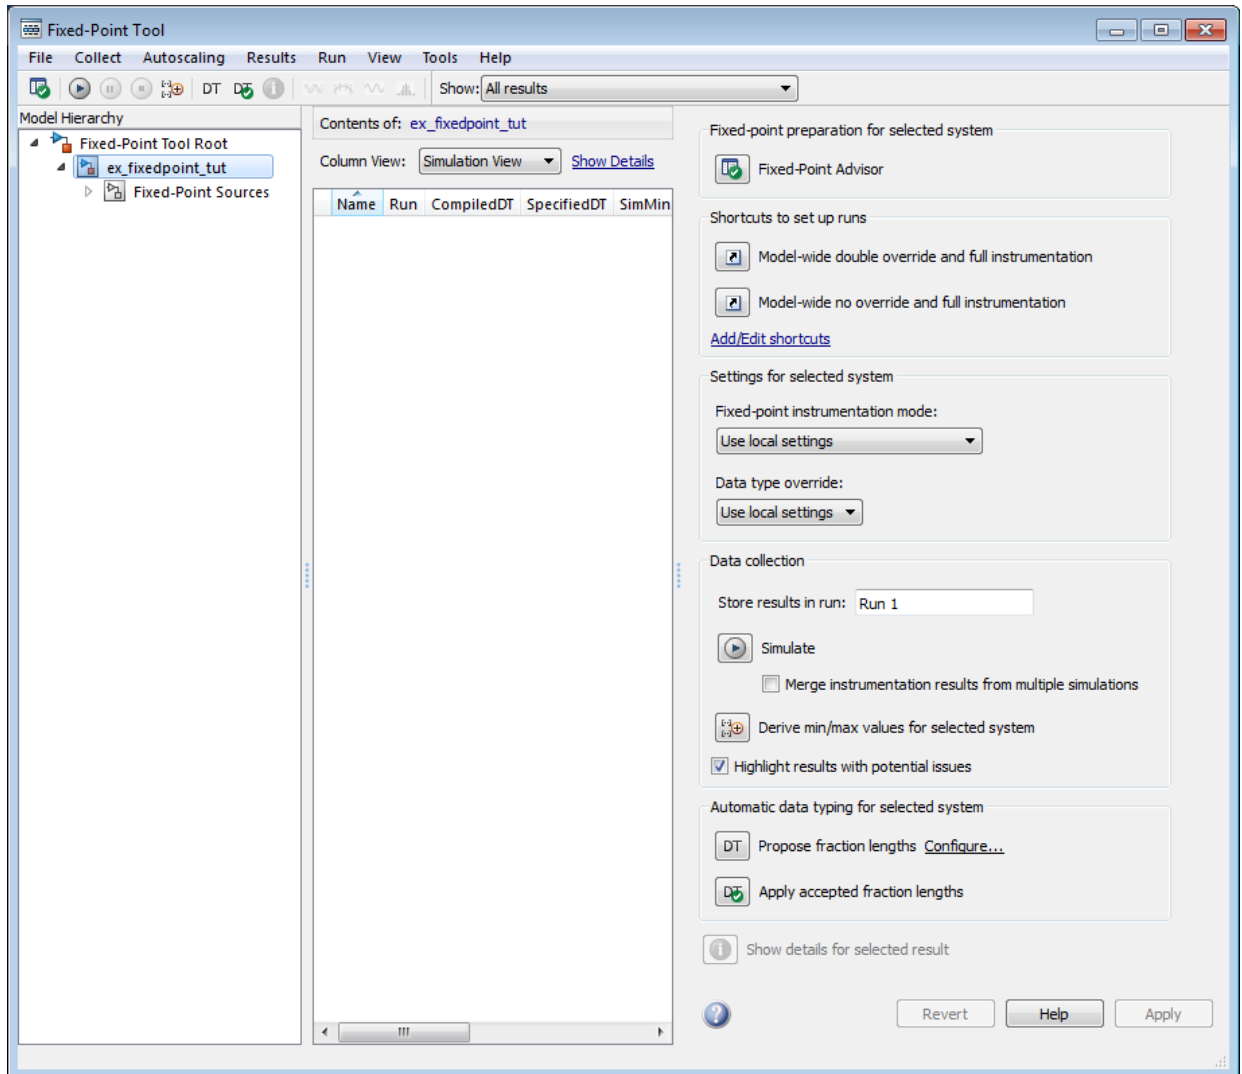 Fixed-Point Tool
File Collect Autoscaling Results Run View Tools Help
DT DT Show: All results
Model Hierarchy
Fixed-Point Tool Root
ex_fixedpoint_tut
Fixed-Point Sources
Contents of: ex_fixedpoint_tut
Column View: Simulation View Show Details
Name Run CompiledDT SpecifiedDT SimMin
Fixed-point preparation for selected system
Fixed-Point Advisor
Shortcuts to set up runs
Model-wide double override and full instrumentation
Model-wide no override and full instrumentation
Add/Edit shortcuts
Settings for selected system
Fixed-point instrumentation mode:
Use local settings
Data type override:
Use local settings
Data collection
Store results in run: Run 1
Simulate
Merge instrumentation results from multiple simulations
Derive min/max values for selected system
Highlight results with potential issues
Automatic data typing for selected system
DT Propose fraction lengths Configure...
DT Apply accepted fraction lengths
Show details for selected result
Revert Help Apply